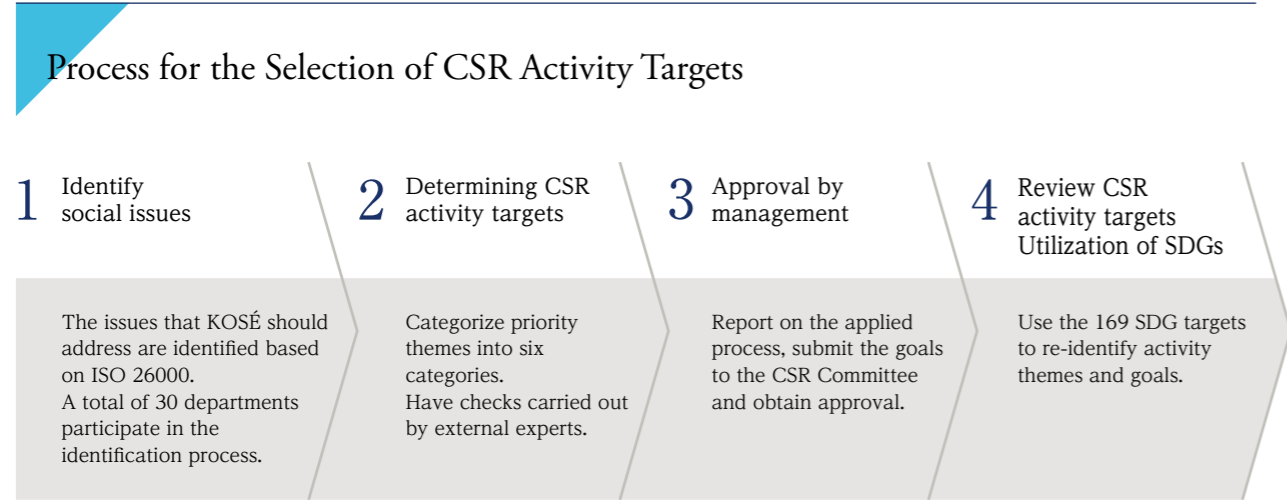 Process for the Selection of CSR Activity Targets
1
Identify
social issues
The issues that KOSÉ should
address are identified based
on ISO 26000.
A total of 30 departments
participate in the
identification process.
2
Determining CSR
activity targets
Categorize priority
themes into six
categories.
Have checks carried out
by external experts.
3
Approval by
management
Report on the applied
process, submit the goals
to the CSR Committee
and obtain approval.
4
Review CSR
activity targets
Utilization of SDGs
Use the 169 SDG targets
to re-identify activity
themes and goals.